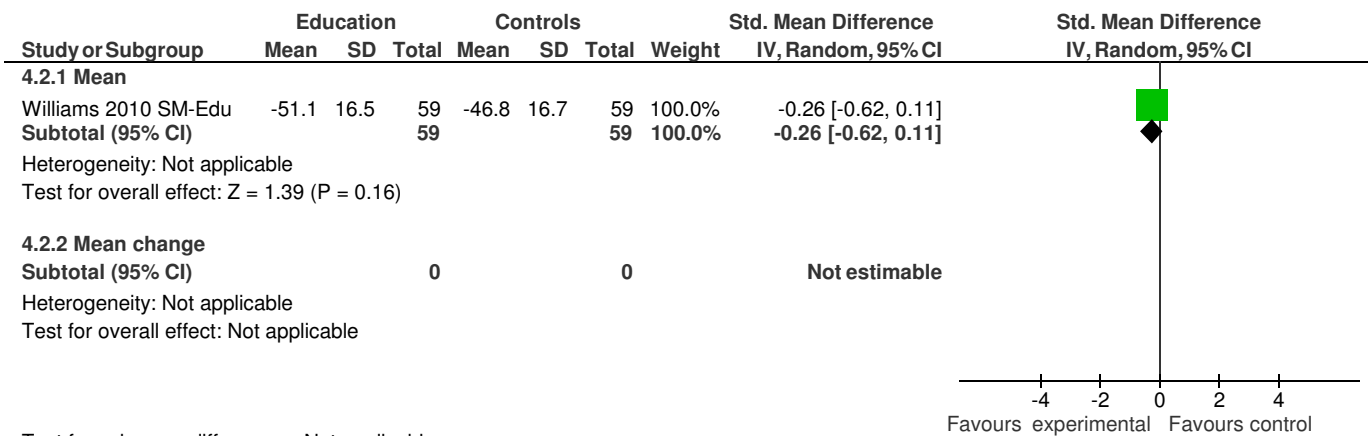 Education Controls Std. Mean Difference Std. Mean Difference
Study or Subgroup Mean SD Total Mean SD Total Weight IV, Random, 95% CI IV, Random, 95% CI
4.2.1 Mean
Williams 2010 SM-Edu -51.1 16.5 59 -46.8 16.7 59 100.0% -0.26 [-0.62, 0.11]
Subtotal (95% CI) 59 59 100.0% -0.26 [-0.62, 0.11]
Heterogeneity: Not applicable
Test for overall effect: Z = 1.39 (P = 0.16)
4.2.2 Mean change
Subtotal (95% CI) 0 0 Not estimable
Heterogeneity: Not applicable
Test for overall effect: Not applicable
-4 -2 0 2 4
Favours experimental Favours control